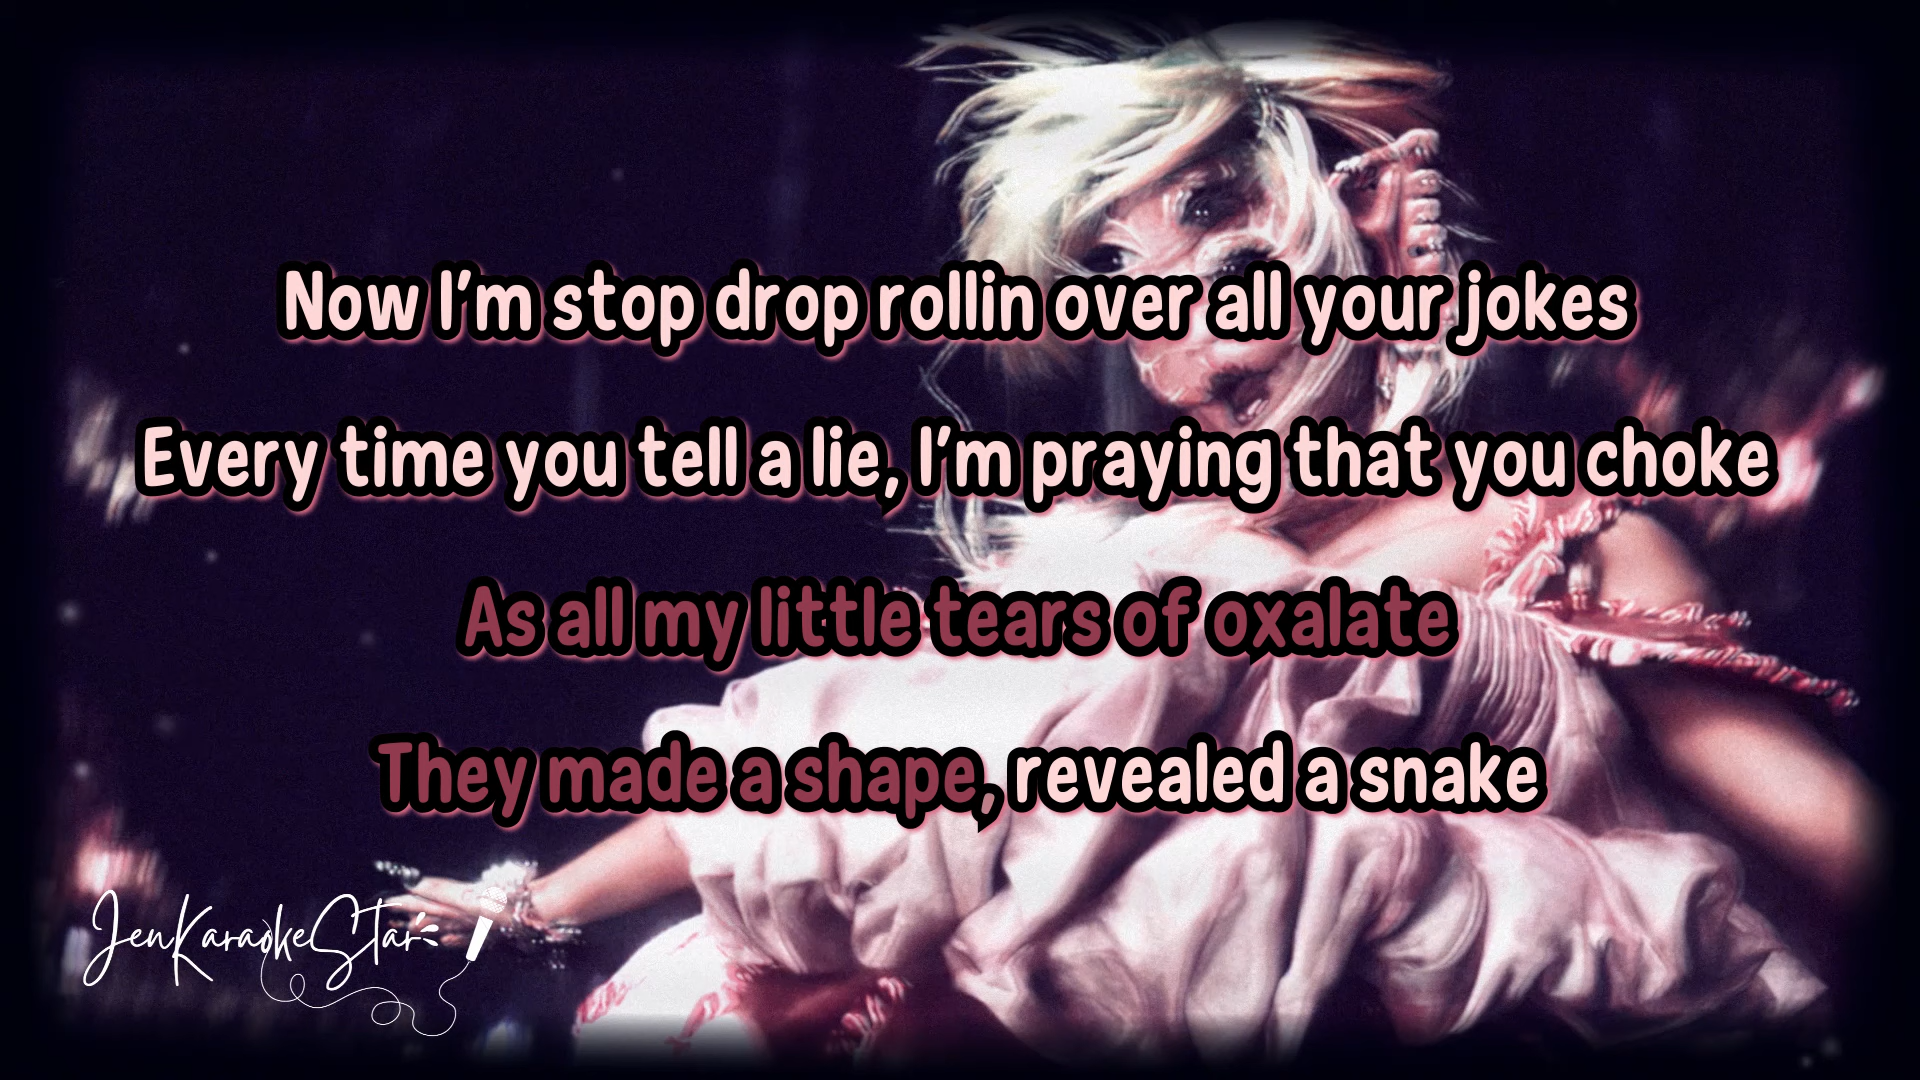 Now I'm stop drop rollin over all your jokes
Every time you tell a lie, I'm praying that you choke
As all my little tears of oxalate
They made a shape, revealed a snake
JenKaraokeStar